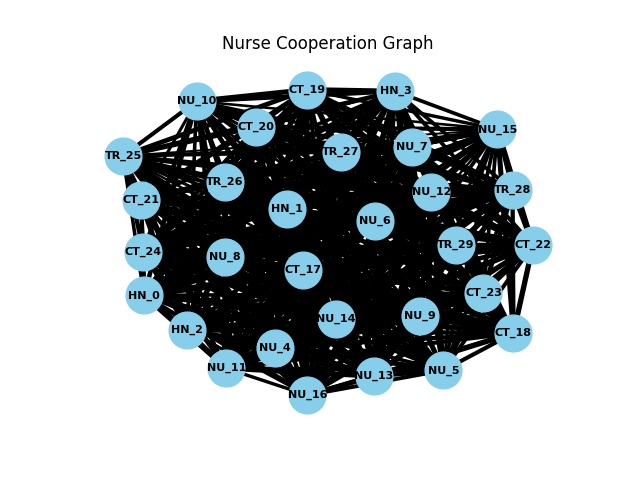 Nurse Cooperation Graph
CT_19
HN_3
NU_10
CT_20
NU_15
NU_7
TR_27
TR_25
TR_26
TR_28
NU_12
CT_21
HN_1
NU_6
CT_22
TR_29
CT_24
NU_8
CT_17
CT_23
HN_0
NU_9
NU_14
HN_2
CT_18
NU_4
NU_11
NU_5
NU_13
NU_16